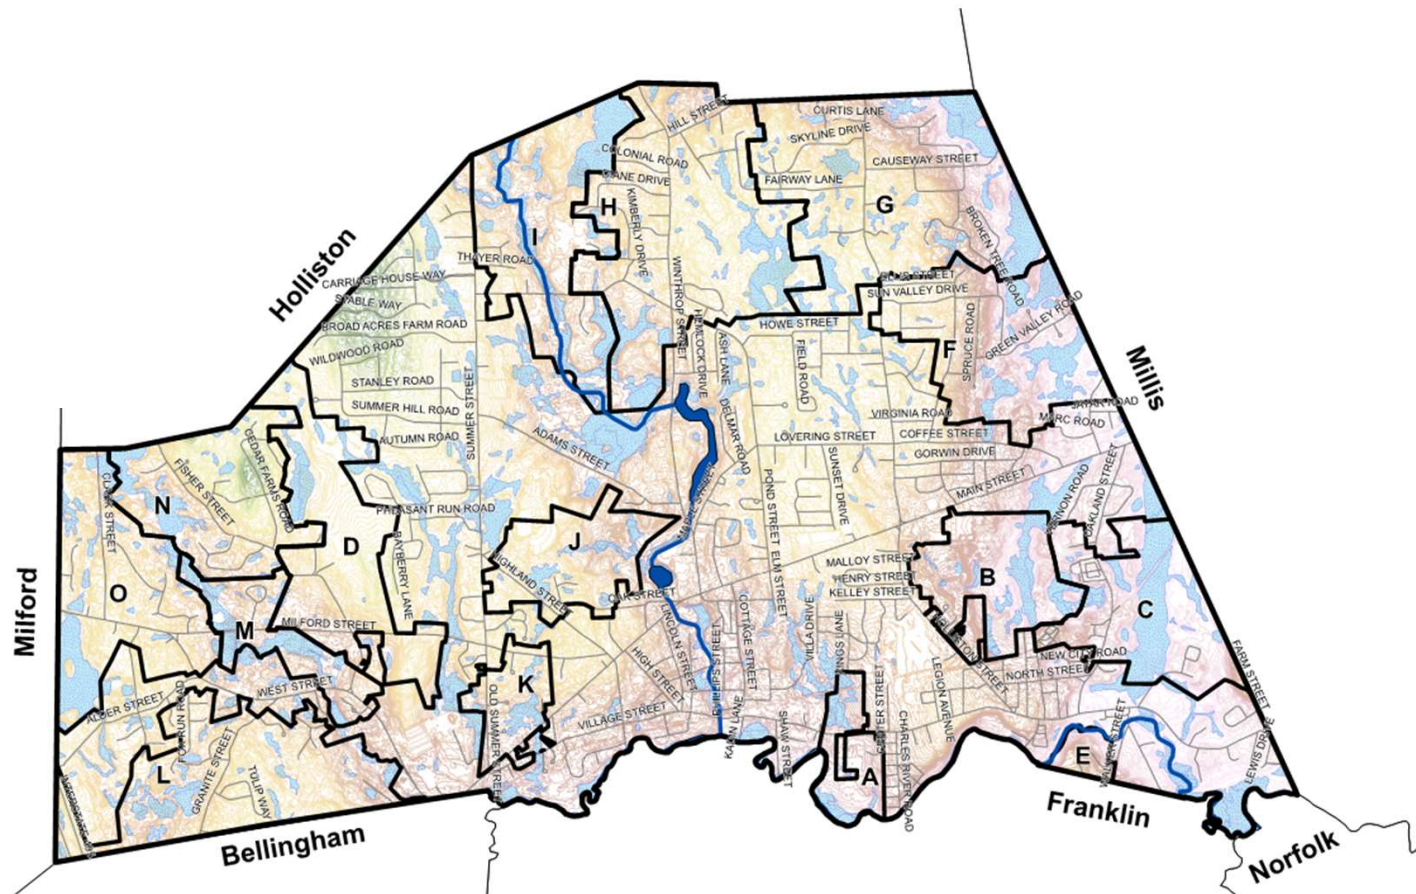 HILL STREET
CURTIS LANE
SKYLINE DRIVE
COLONIAL ROAD
CAUSEWAY STREET
DIANE DRIVE
FAIRWAY LANE
H
KIMBERLY DRIVE
G
BROKEN TREE ROAD
I
Holliston
THAYER ROAD
CARRIAGE HOUSE WAY
STABLE WAY
WINTHROP STREET
ELLIS STREET
SUN VALLEY DRIVE
BROAD ACRES FARM ROAD
HEMLOCK DRIVE
HOWE STREET
GREEN VALLEY ROAD
WILDWOOD ROAD
ASH LANE
FIELD ROAD
F
SPRUCE ROAD
Millis
STANLEY ROAD
SUMMER STREET
SUMMER HILL ROAD
DELMAR ROAD
VIRGINIA ROAD
MARC ROAD
AUTUMN ROAD
ADAMS STREET
LOVERING STREET
COFFEE STREET
CEDAR FARMS ROAD
GORWIN DRIVE
FISHER STREET
CLARK STREET
SUNSET DRIVE
MAIN STREET
OAKLAND STREET
N
PHEASANT RUN ROAD
POND STREET
D
BAYBERRY LANE
J
HIGHLAND STREET
MALLOY STREET
ELM STREET
HENRY STREET
B
KELLEY STREET
O
OAK STREET
C
Milford
M
MILFORD STREET
LINCOLN STREET
COTTAGE STREET
VILLA DRIVE
NEW CITY ROAD
HIGH STREET
NORTH STREET
FARM STREET
WEST STREET
K
OLD SUMMER STREET
LEGION AVENUE
CENTER STREET
ALDER STREET
VILLAGE STREET
SHAW STREET
CHARLES RIVER ROAD
GRANITE STREET
LEWIS DRIVE
L
TULIP WAY
A
E
Franklin
Bellingham
Norfolk